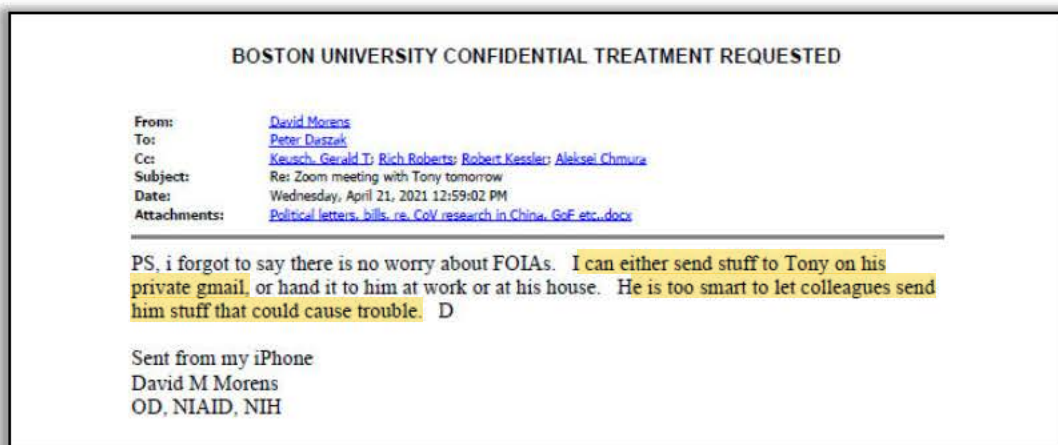 BOSTON UNIVERSITY CONFIDENTIAL TREATMENT REQUESTED
From: David Morens
To: Peter Daszak
Cc: Keusch, Gerald T; Rich Roberts; Robert Kessler; Aleksei Chmura
Subject: Re: Zoom meeting with Tony tomorrow
Date: Wednesday, April 21, 2021 12:59:02 PM
Attachments: Political letters, bills, re, CoV research in China, GoF etc..docx
PS, i forgot to say there is no worry about FOIAs. I can either send stuff to Tony on his
private gmail, or hand it to him at work or at his house. He is too smart to let colleagues send
him stuff that could cause trouble. D
Sent from my iPhone
David M Morens
OD, NIAID, NIH